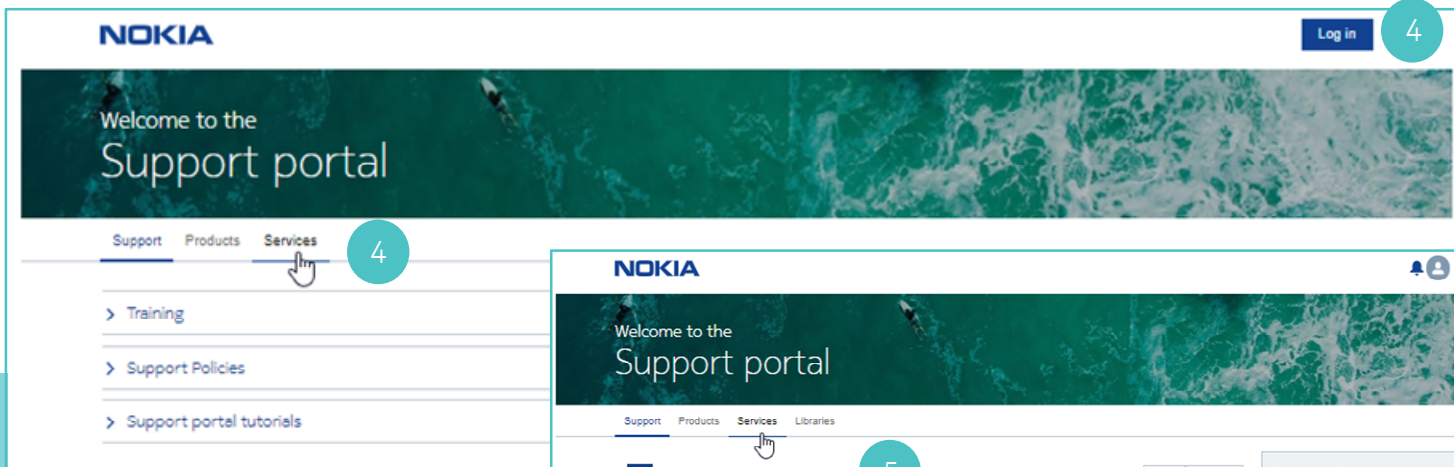 NOKIA
Log in
4
Welcome to the
Support portal
Support Products Services
4
Training
Support Policies
Support portal tutorials
NOKIA
Welcome to the
Support portal
Support Products Services Libraries
5